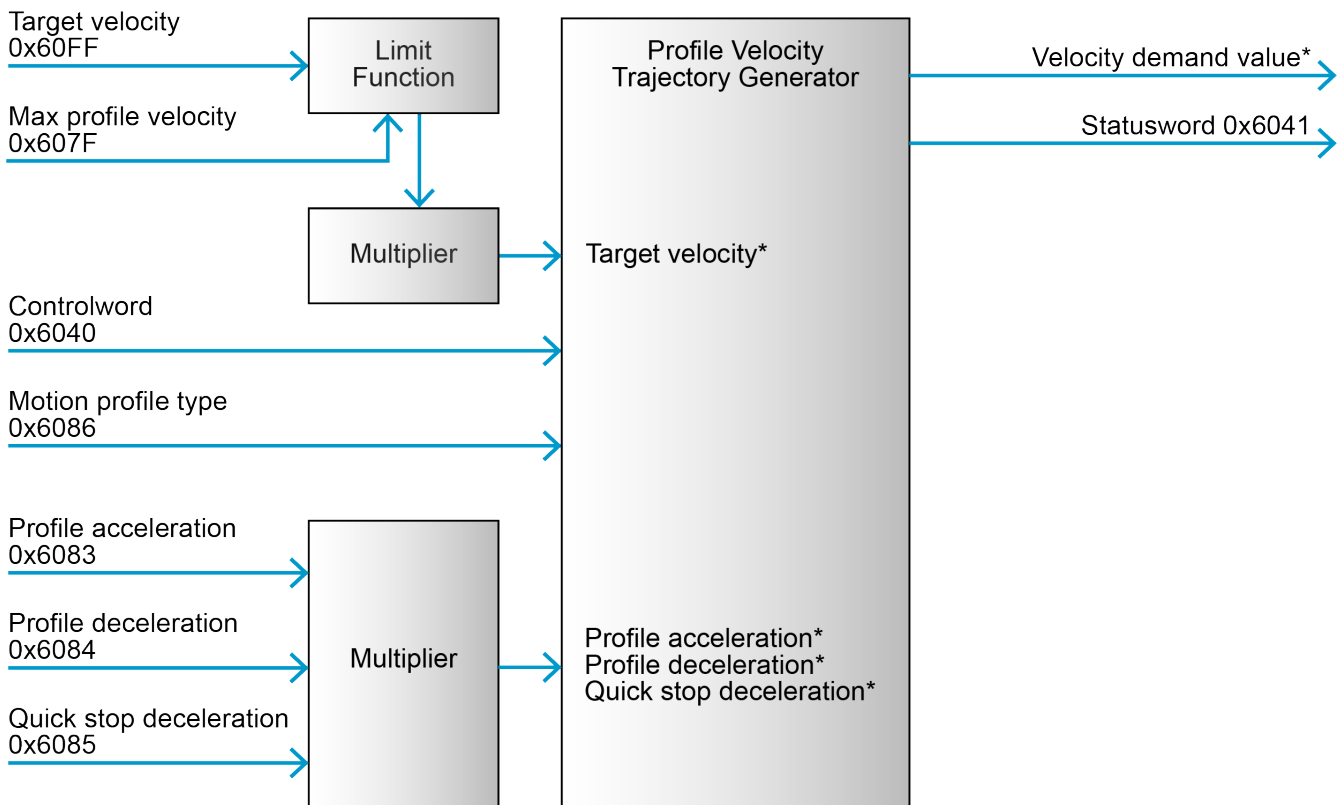 Target velocity
0x60FF
Max profile velocity
0x607F
Limit
Function
Multiplier
Controlword
0x6040
Motion profile type
0x6086
Profile acceleration
0x6083
Profile deceleration
0x6084
Quick stop deceleration
0x6085
Multiplier
Profile Velocity
Trajectory Generator
Target velocity*
Profile acceleration*
Profile deceleration*
Quick stop deceleration*
Velocity demand value*
Statusword 0x6041